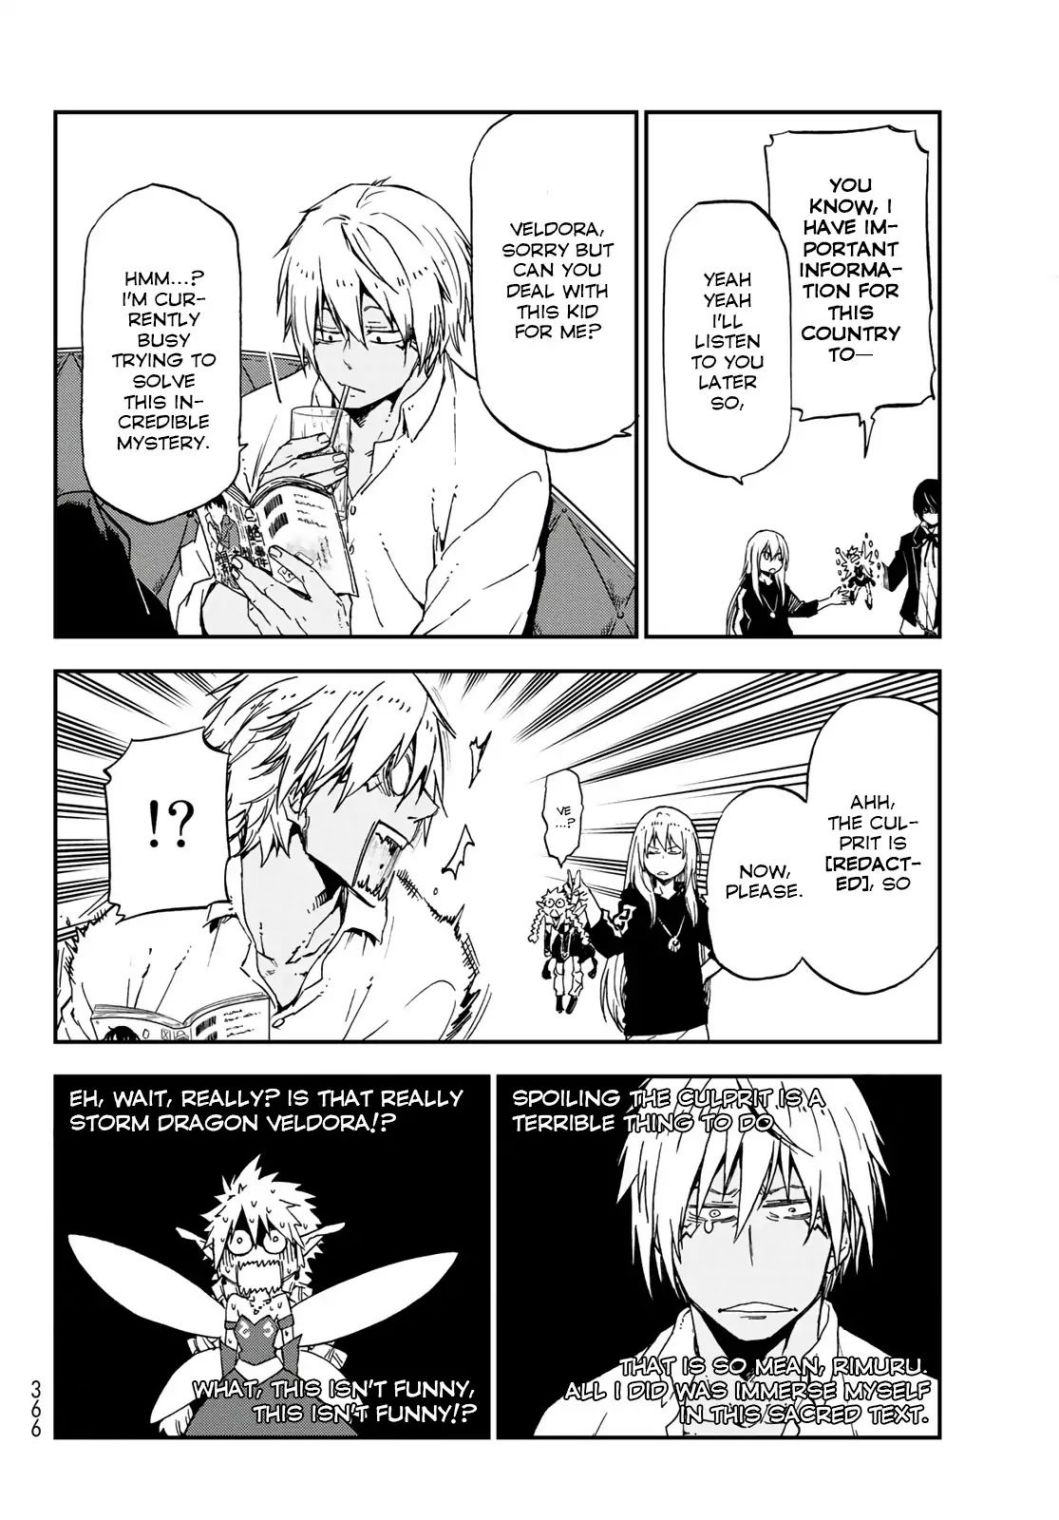 YOU
KNOW, I
HAVE IM-
PORTANT
INFORMA-
TION FOR
THIS
COUNTRY
TO—
YEAH
YEAH
I'LL
LISTEN
TO YOU
LATER
SO,
VELDORA,
SORRY BUT
CAN YOU
DEAL WITH
THIS KID
FOR ME?
HMM...?
I'M CUR-
RENTLY
BUSY
TRYING TO
SOLVE
THIS IN-
CREDIBLE
MYSTERY.
AHH,
THE CUL-
PRIT IS
[REDACT-
ED], SO
NOW,
PLEASE.
VE
...?
!?
SPOILING THE CULPRIT IS A
TERRIBLE THING TO DO.
THAT IS SO MEAN, RIMURU.
ALL I DID WAS IMMERSE MYSELF
IN THIS SACRED TEXT.
EH, WAIT, REALLY? IS THAT REALLY
STORM DRAGON VELDORA!?
WHAT, THIS ISN'T FUNNY,
THIS ISN'T FUNNY!?
366